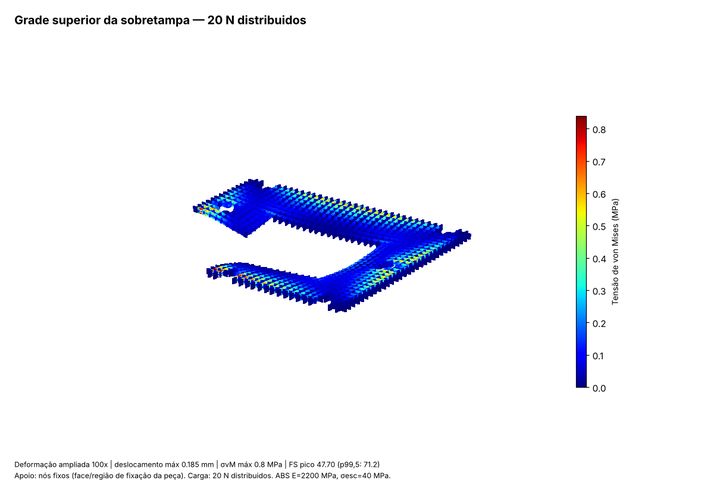 Grade superior da sobretampa — 20 N distribuidos
0.8
0.7
0.6
0.5
0.4
0.3
0.2
0.1
0.0
Tensão de von Mises (MPa)
Deformação ampliada 100x | deslocamento máx 0.185 mm | σvM máx 0.8 MPa | FS pico 47.70 (p99,5: 71.2)
Apoio: nós fixos (face/região de fixação da peça). Carga: 20 N distribuidos. ABS E=2200 MPa, σesc=40 MPa.